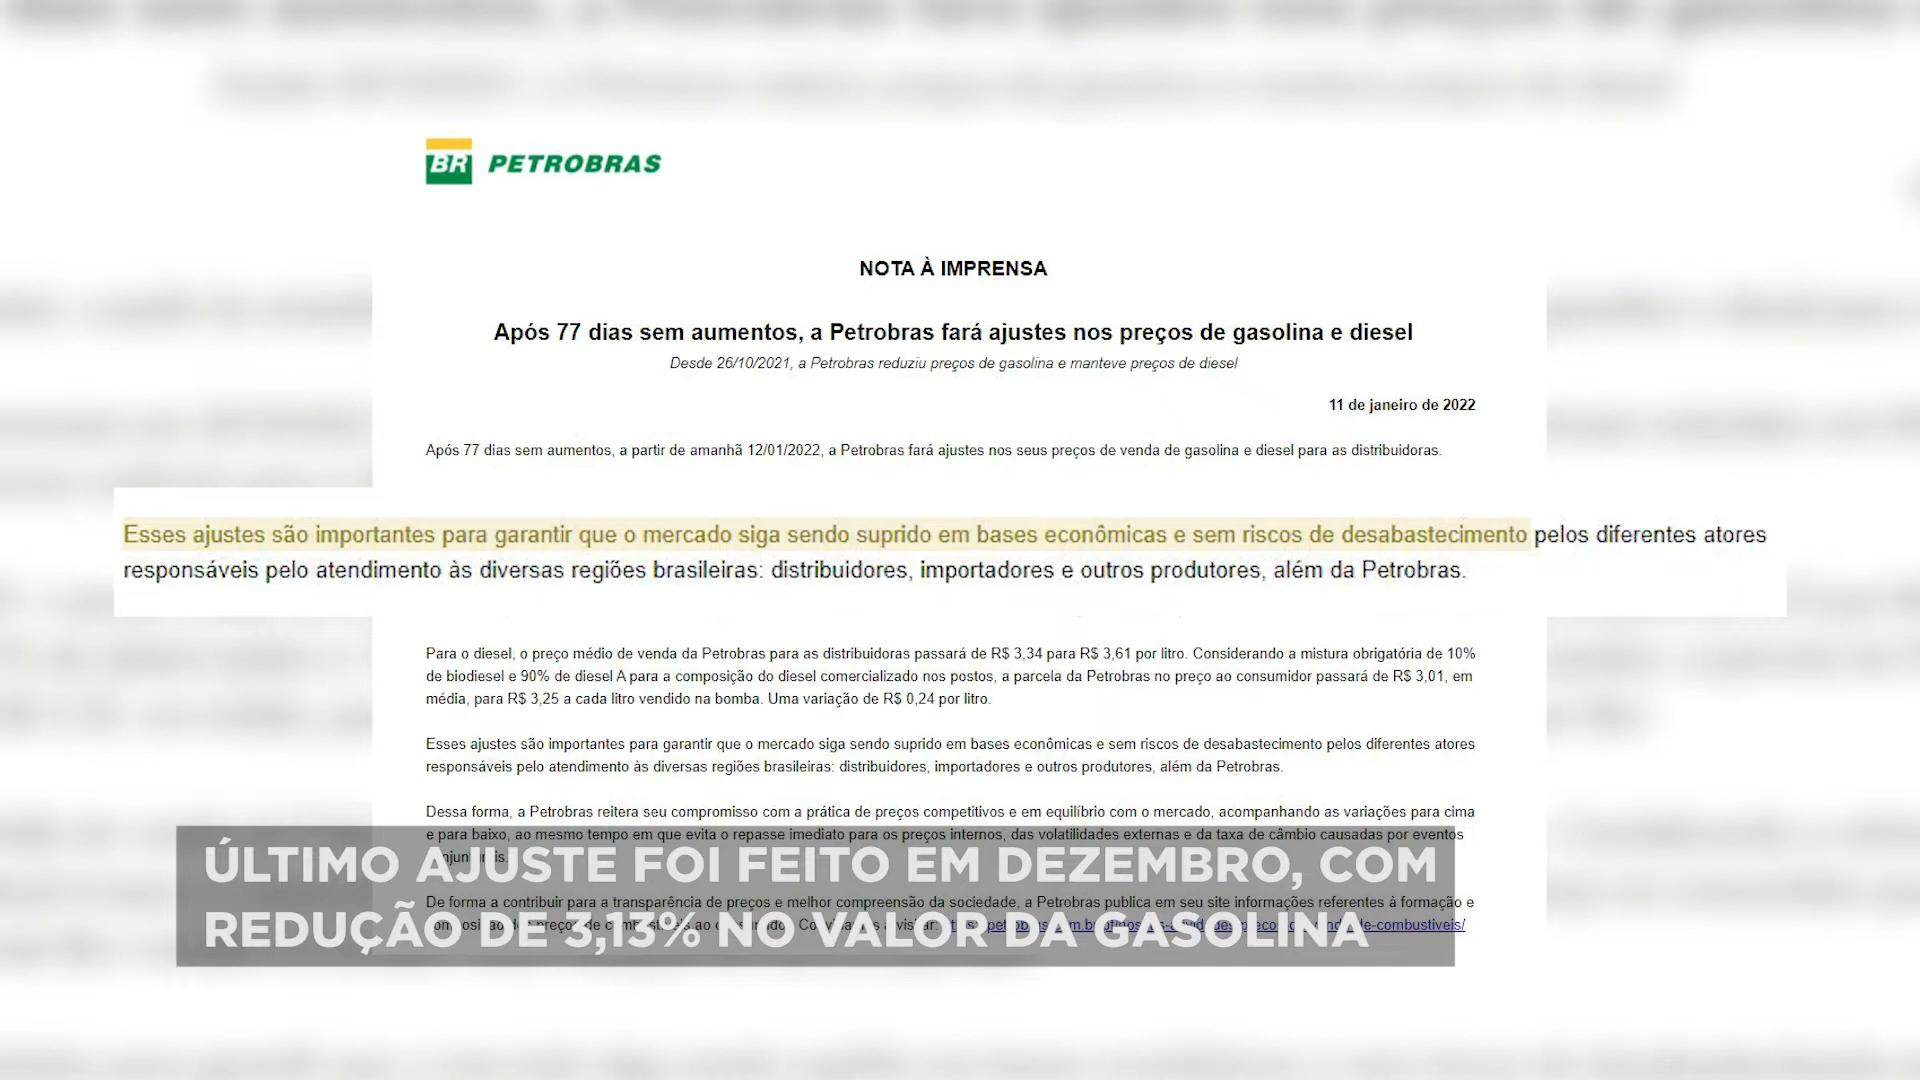 BR PETROBRAS
NOTA À IMPRENSA
Após 77 dias sem aumentos, a Petrobras fará ajustes nos preços de gasolina e diesel
Desde 26/10/2021, a Petrobras reduziu preços de gasolina e manteve preços de diesel
11 de janeiro de 2022
Após 77 dias sem aumentos, a partir de amanhã 12/01/2022, a Petrobras fará ajustes nos seus preços de venda de gasolina e diesel para as distribuidoras.
Esses ajustes são importantes para garantir que o mercado siga sendo suprido em bases econômicas e sem riscos de desabastecimento pelos diferentes atores
responsáveis pelo atendimento às diversas regiões brasileiras: distribuidores, importadores e outros produtores, além da Petrobras.
Para o diesel, o preço médio de venda da Petrobras para as distribuidoras passará de R$ 3,34 para R$ 3,61 por litro. Considerando a mistura obrigatória de 10%
de biodiesel e 90% de diesel A para a composição do diesel comercializado nos postos, a parcela da Petrobras no preço ao consumidor passará de R$ 3,01, em
média, para R$ 3,25 a cada litro vendido na bomba. Uma variação de R$ 0,24 por litro.
Esses ajustes são importantes para garantir que o mercado siga sendo suprido em bases econômicas e sem riscos de desabastecimento pelos diferentes atores
responsáveis pelo atendimento às diversas regiões brasileiras: distribuidores, importadores e outros produtores, além da Petrobras.
Dessa forma, a Petrobras reitera seu compromisso com a prática de preços competitivos e em equilíbrio com o mercado, acompanhando as variações para cima
e para baixo, ao mesmo tempo em que evita o repasse imediato para os preços internos, das volatilidades externas e da taxa de câmbio causadas por eventos
ÚLTIMO AJUSTE FOI FEITO EM DEZEMBRO, COM
De forma a contribuir para a transparência de preços e melhor compreensão da sociedade, a Petrobras publica em seu site informações referentes à formação e
REDUÇÃO DE 3,13% NO VALOR DA GASOLINA